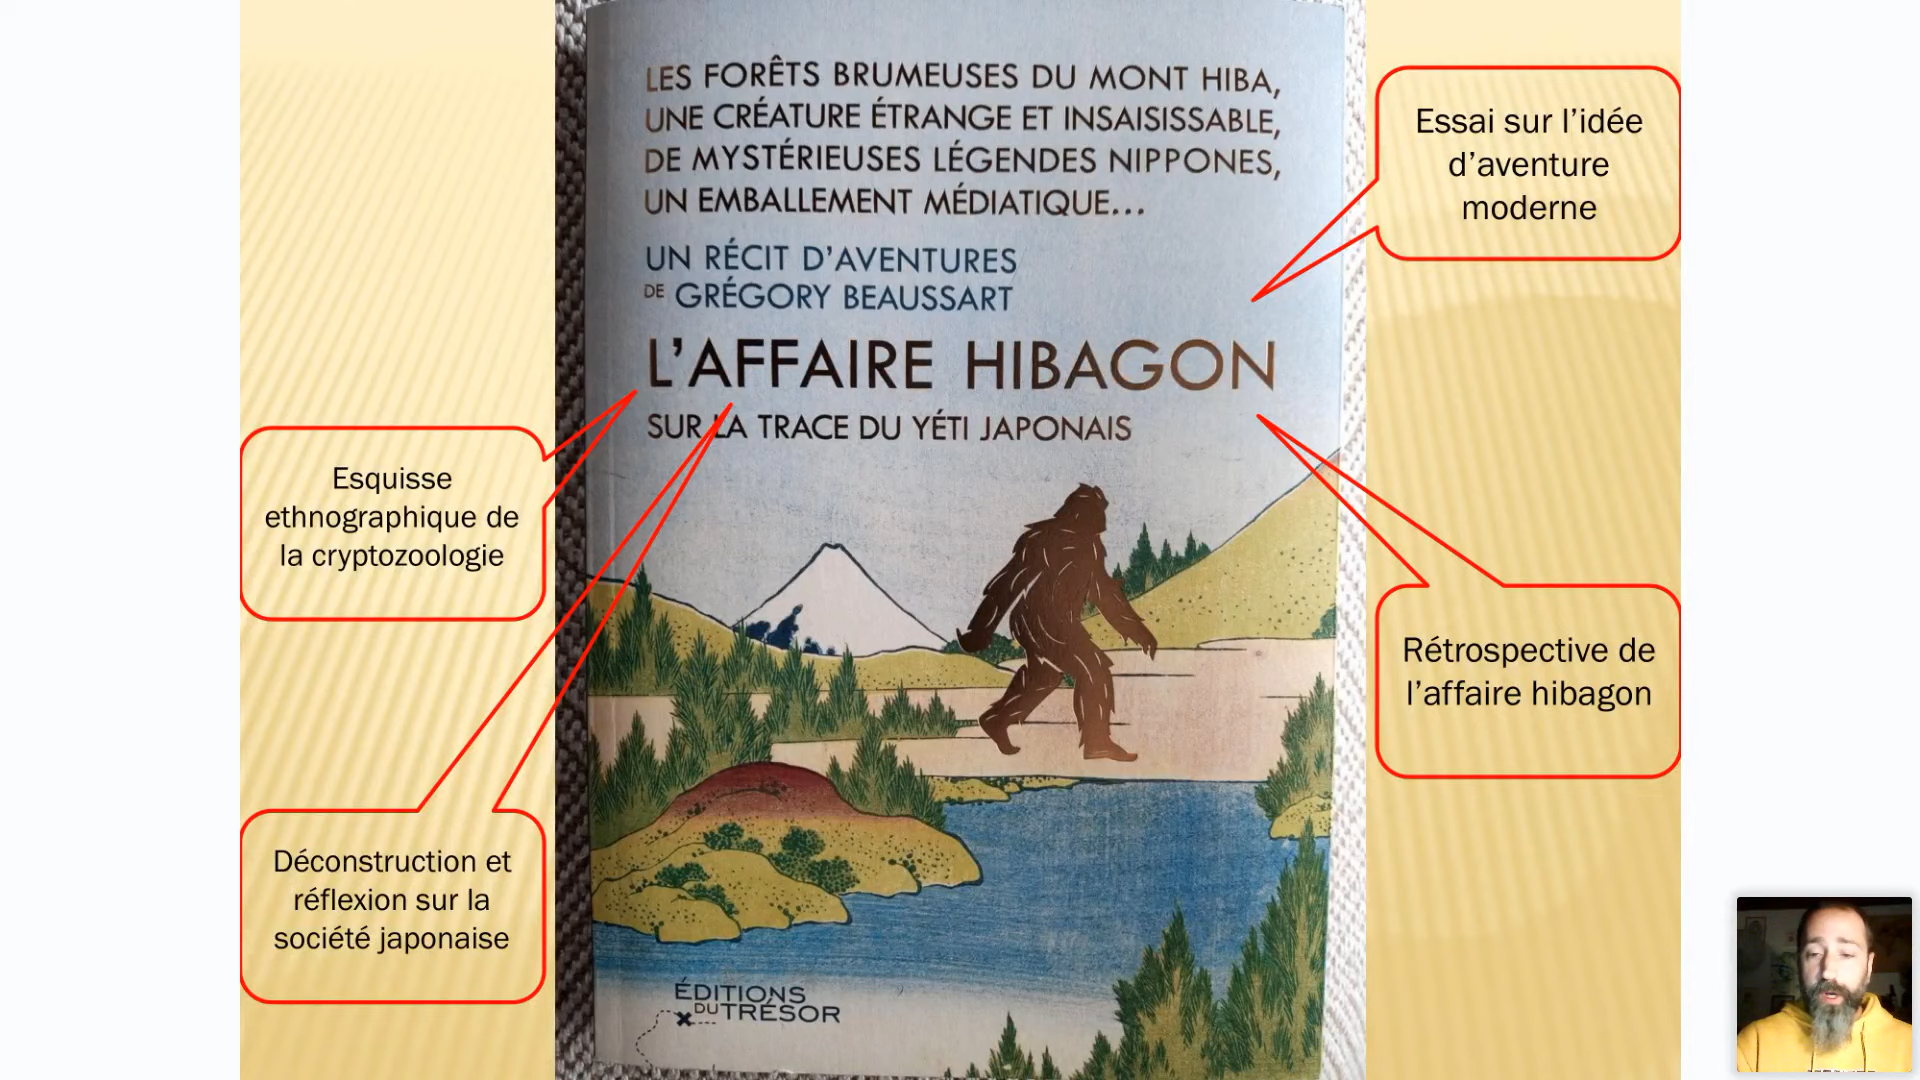 LES FORÊTS BRUMEUSES DU MONT HIBA,
UNE CRÉATURE ÉTRANGE ET INSAISISSABLE,
DE MYSTÉRIEUSES LÉGENDES NIPPONES,
UN EMBALLEMENT MÉDIATIQUE...
UN RÉCIT D'AVENTURES
DE GRÉGORY BEAUSSART
L'AFFAIRE HIBAGON
SUR LA TRACE DU YÉTI JAPONAIS
ÉDITIONS
DU TRÉSOR
Essai sur l'idée
d'aventure
moderne
Esquisse
ethnographique de
la cryptozoologie
Rétrospective de
l'affaire hibagon
Déconstruction et
réflexion sur la
société japonaise